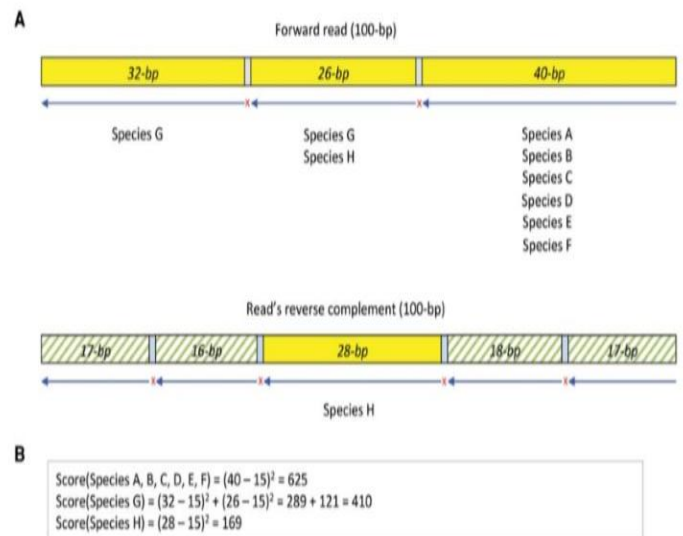 A
Forward read (100-bp)
32-bp 26-bp 40-bp
x x
Species G Species G Species A
Species H Species B
Species C
Species D
Species E
Species F
Read's reverse complement (100-bp)
17-bp 16-bp 28-bp 18-bp 17-bp
x x x x
Species H
B
Score(Species A, B, C, D, E, F) = (40 – 15)² = 625
Score(Species G) = (32 – 15)² + (26 – 15)² = 289 + 121 = 410
Score(Species H) = (28 – 15)² = 169